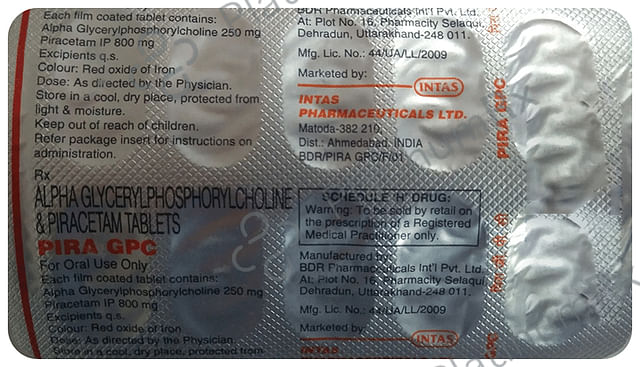 Each film coated tablet contains:
Alpha Glycerylphosphorylcholine 250 mg
Piracetam IP 800 mg
Excipients q.s.
Colour: Red oxide of Iron
Dose: As directed by the Physician.
Store in a cool, dry place, protected from
light & moisture.
Keep out of reach of children.
Refer package insert for instructions on
administration.
BDR Pharmaceuticals Int'l Pvt. Ltd.
At: Plot No. 16, Pharmacity Selaqui,
Dehradun, Uttarakhand-248 011.
Mfg. Lic. No.: 44/UA/LL/2009
Marketed by:
INTAS
INTAS
PHARMACEUTICALS LTD.
Matoda-382 210,
Dist.: Ahmedabad, INDIA
BDR/PIRA GPC/F/01
PIRA GPC
Rx
ALPHA GLYCERYLPHOSPHORYLCHOLINE
& PIRACETAM TABLETS
PIRA GPC
For Oral Use Only
Each film coated tablet contains:
Alpha Glycerylphosphorylcholine 250 mg
Piracetam IP 800 mg
Excipients q.s.
Colour: Red oxide of Iron
Dose: As directed by the Physician.
Store in a cool, dry place, protected from
SCHEDULE 'H' DRUG:
Warning: To be sold by retail on
the prescription of a Registered
Medical Practitioner only.
Manufactured by:
BDR Pharmaceuticals Int'l Pvt. Ltd.
At: Plot No. 16, Pharmacity Selaqui,
Dehradun, Uttarakhand-248 011.
Mfg. Lic. No.: 44/UA/LL/2009
Marketed by:
INTAS
INTAS
GPC